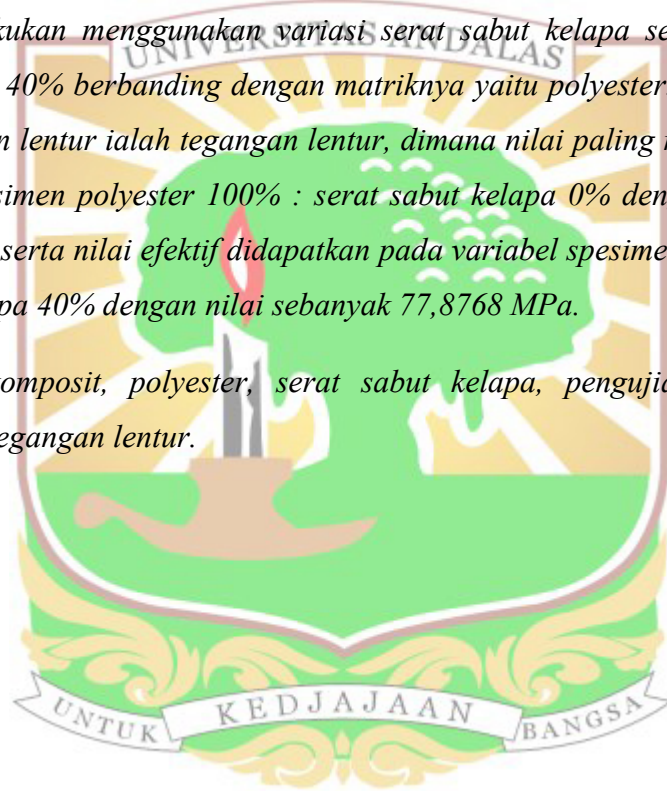 kukan menggunakan variasi serat sabut kelapa se
UNIVERSITAS ANDALAS
40% berbanding dengan matriknya yaitu polyester
n lentur ialah tegangan lentur, dimana nilai paling
simen polyester 100% : serat sabut kelapa 0% den
serta nilai efektif didapatkan pada variabel spesime
pa 40% dengan nilai sebanyak 77,8768 MPa.
omposit, polyester, serat sabut kelapa, pengujia
egangan lentur.
UNTUK KEDJAJAAN BANGSA